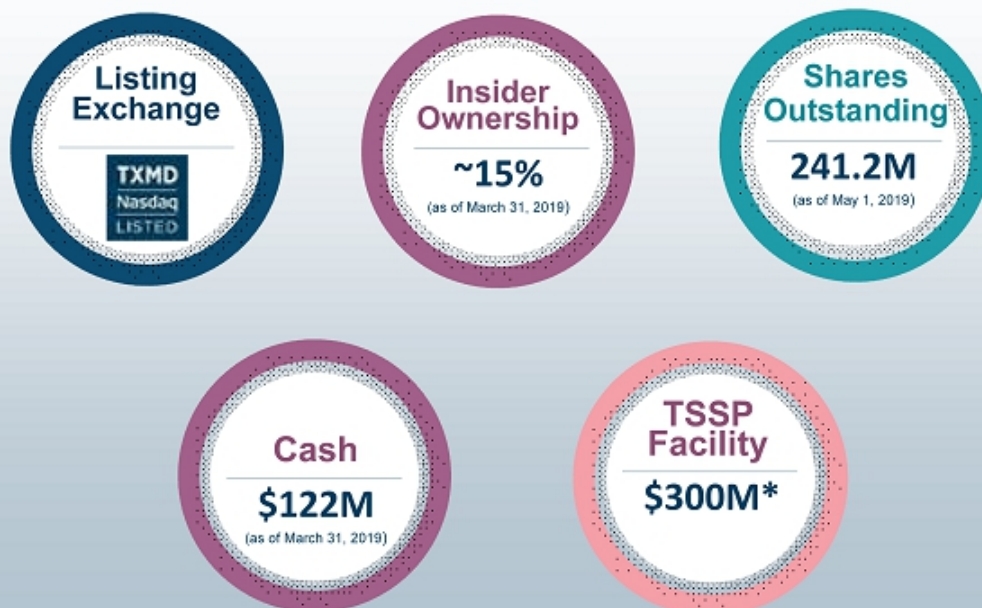 Listing
Exchange
TXMD
Nasdaq
LISTED
Insider
Ownership
~15%
(as of March 31, 2019)
Shares
Outstanding
241.2M
(as of May 1, 2019)
Cash
$122M
(as of March 31, 2019)
TSSP
Facility
$300M*